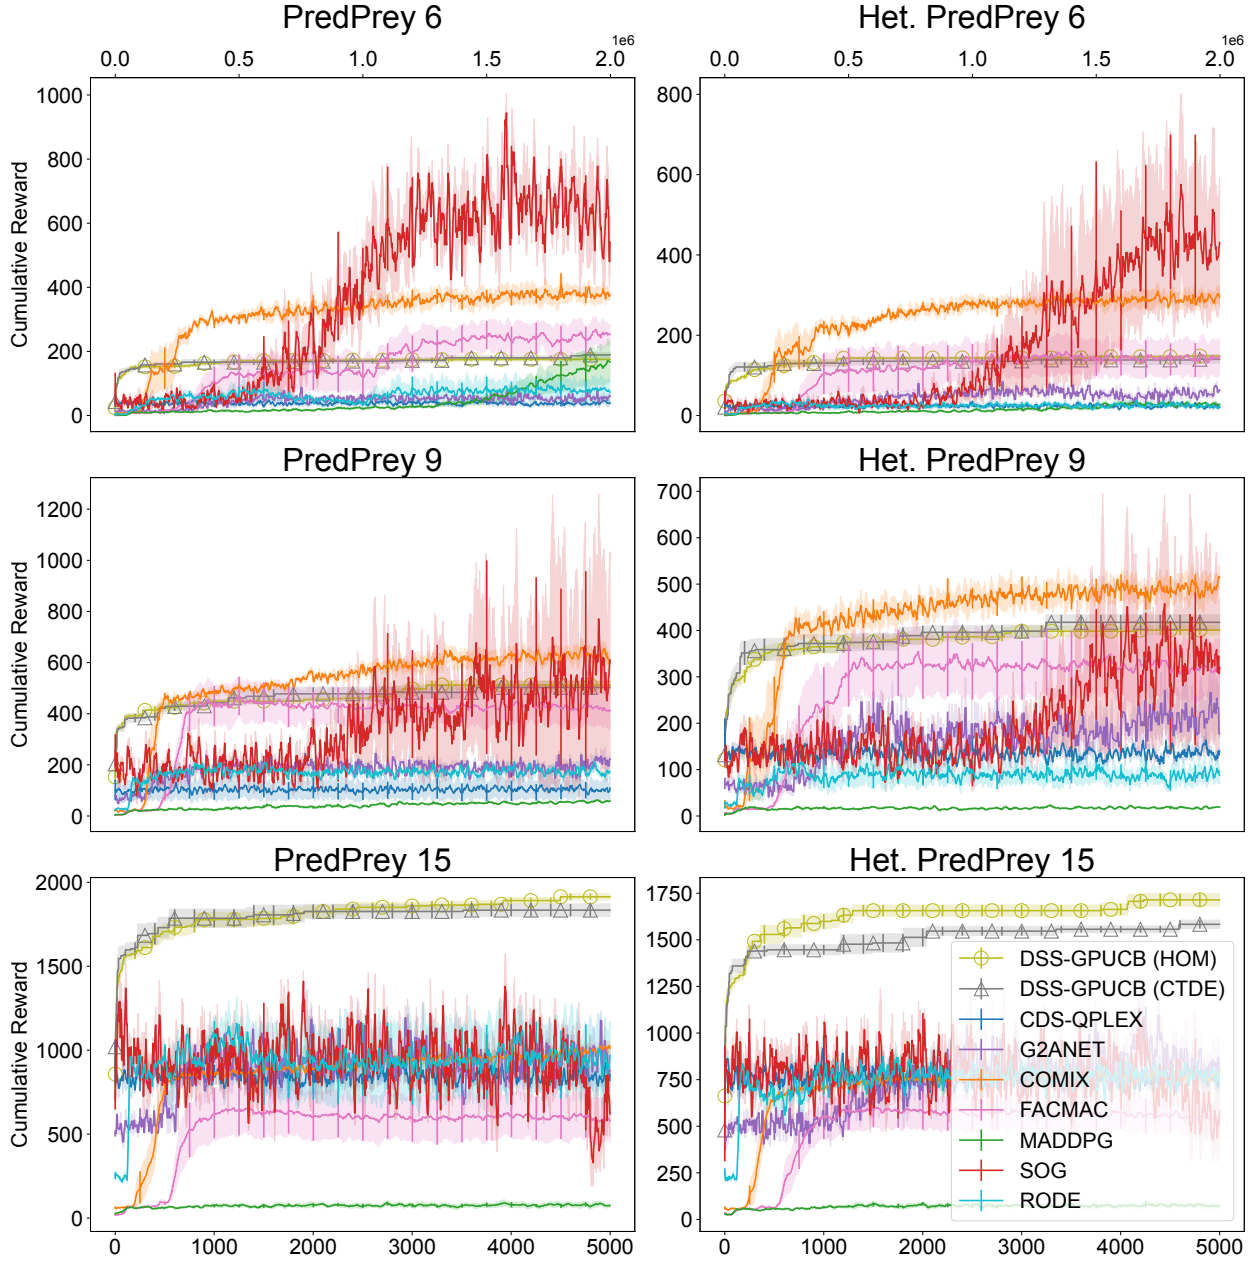 PredPrey 6
Het. PredPrey 6
1e6
1e6
0.0 0.5 1.0 1.5 2.0
0.0 0.5 1.0 1.5 2.0
1000
800
600
400
200
0
Cumulative Reward
800
600
400
200
0
PredPrey 9
Het. PredPrey 9
1200
1000
800
600
400
200
0
Cumulative Reward
700
600
500
400
300
200
100
0
PredPrey 15
Het. PredPrey 15
2000
1500
1000
500
0
Cumulative Reward
0 1000 2000 3000 4000 5000
1750
1500
1250
1000
750
500
250
0
0 1000 2000 3000 4000 5000
DSS-GPUCB (HOM)
DSS-GPUCB (CTDE)
CDS-QPLEX
G2ANET
COMIX
FACMAC
MADDPG
SOG
RODE